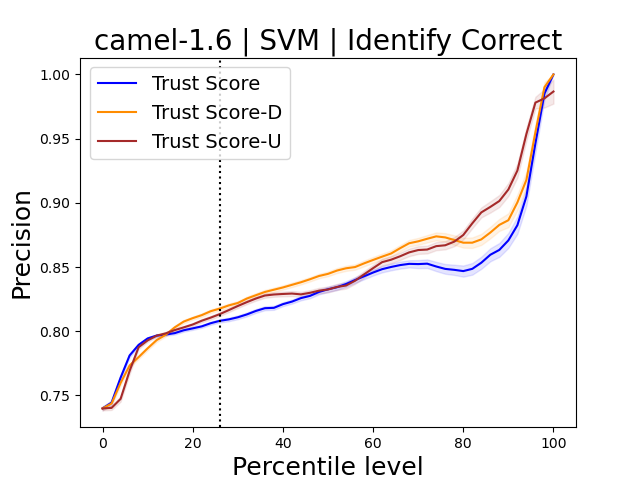 camel-1.6 | SVM | Identify Correct
Trust Score
Trust Score-D
Trust Score-U
1.00
0.95
0.90
0.85
0.80
0.75
Precision
0 20 40 60 80 100
Percentile level